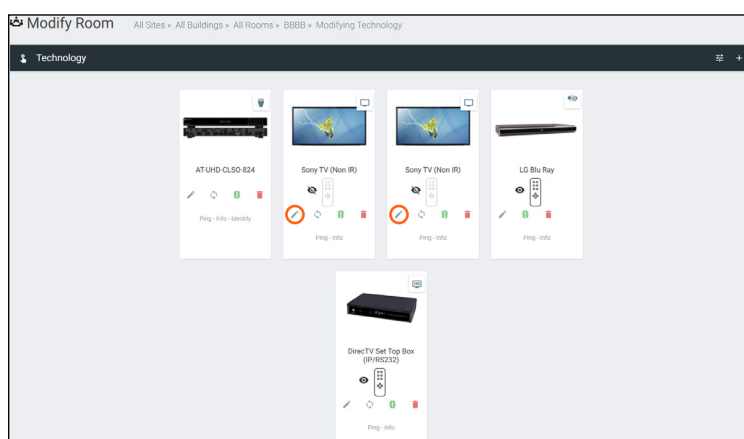 Modify Room
All Sites » All Buildings » All Rooms » BBBB » Modifying Technology
Technology
AT-UHD-CLSO-824
Ping - Info - Identify
Sony TV (Non IR)
Ping - Info
Sony TV (Non IR)
Ping - Info
LG Blu Ray
Ping - Info
DirecTV Set Top Box
(IP/RS232)
Ping - Info